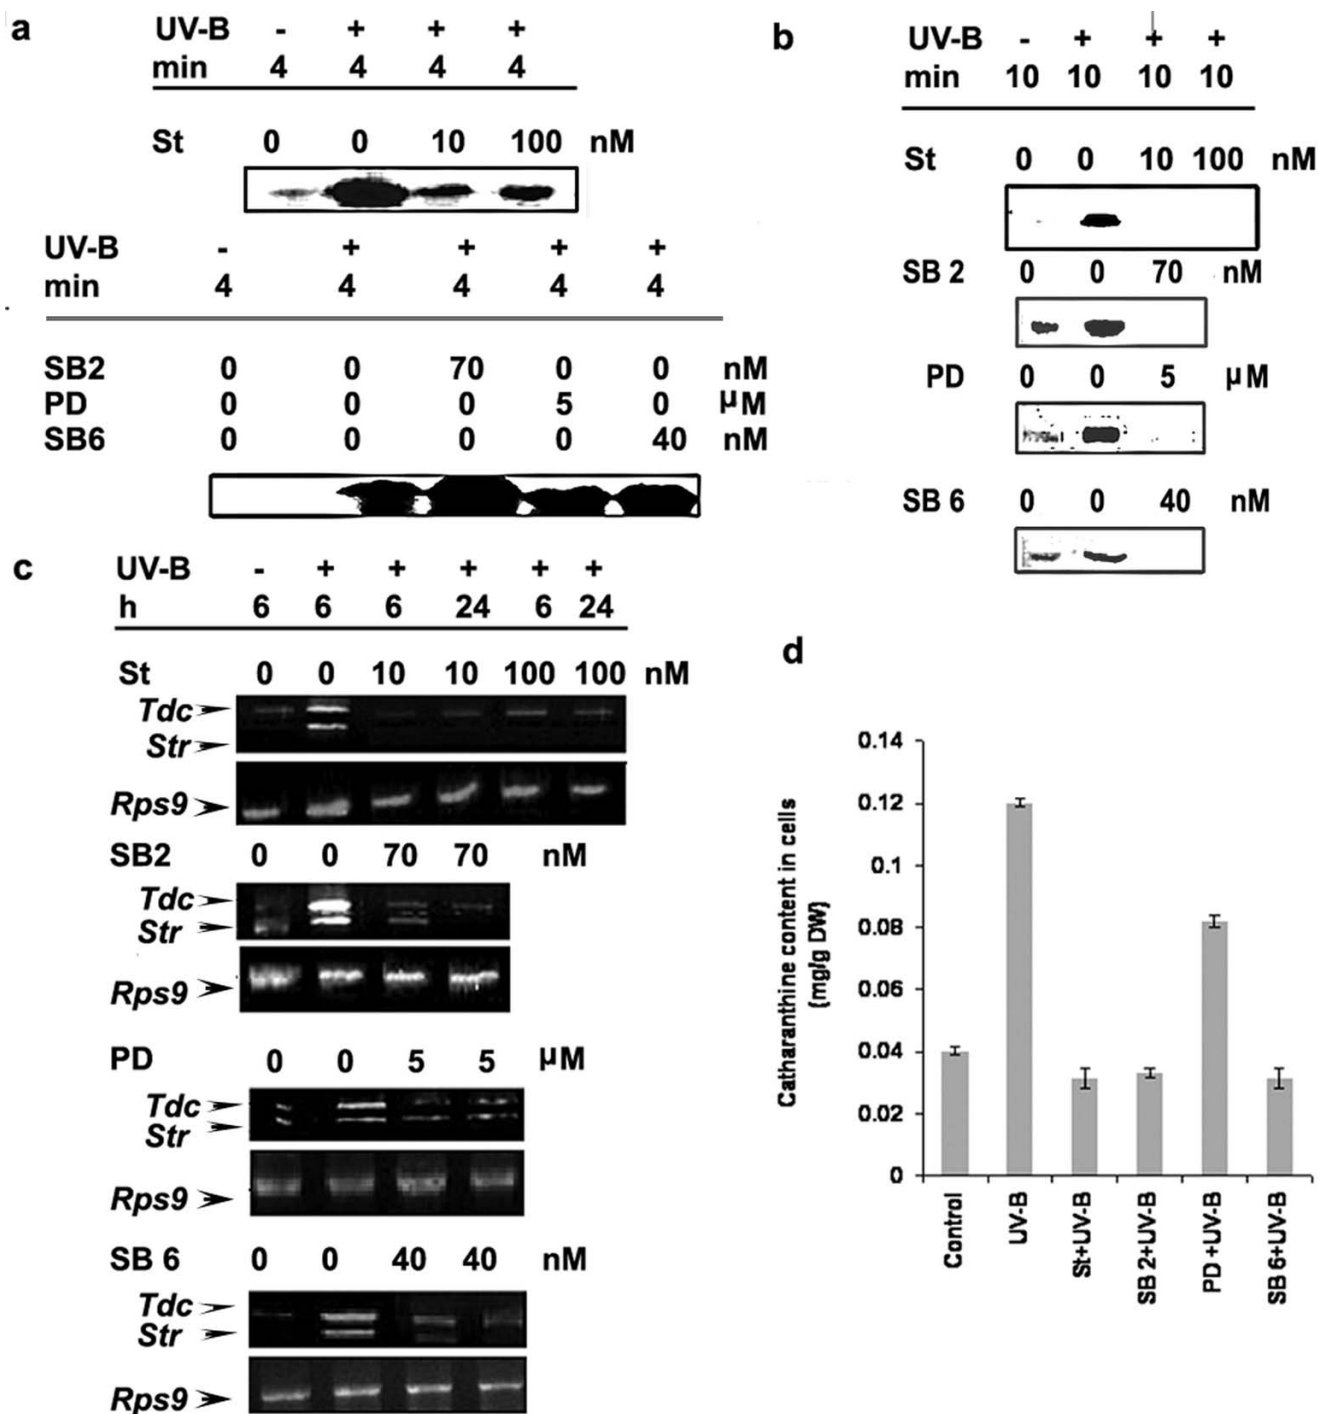 a
UV-B - + + +
min 4 4 4 4
St 0 0 10 100 nM
UV-B - + + + +
min 4 4 4 4 4
SB2 0 0 70 0 0 nM
PD 0 0 0 5 0 µM
SB6 0 0 0 0 40 nM
b
UV-B - + + +
min 10 10 10 10
St 0 0 10 100 nM
SB 2 0 0 70 nM
PD 0 0 5 µM
SB 6 0 0 40 nM
c
UV-B - + + + + +
h 6 6 6 24 6 24
St 0 0 10 10 100 100 nM
Tdc
Str
Rps9
SB2 0 0 70 70 nM
Tdc
Str
Rps9
PD 0 0 5 5 µM
Tdc
Str
Rps9
SB 6 0 0 40 40 nM
Tdc
Str
Rps9
d
Catharanthine content in cells
(mg/g DW)
0.14
0.12
0.1
0.08
0.06
0.04
0.02
0
Control
UV-B
St+UV-B
SB 2+UV-B
PD +UV-B
SB 6+UV-B